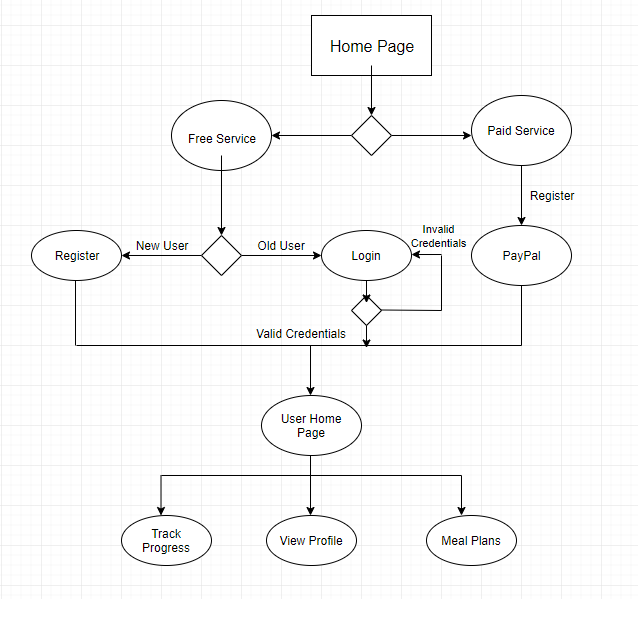 Home Page
Free Service
Paid Service
Register
New User
Old User
Invalid
Credentials
Register
Login
PayPal
Valid Credentials
User Home
Page
Track
Progress
View Profile
Meal Plans